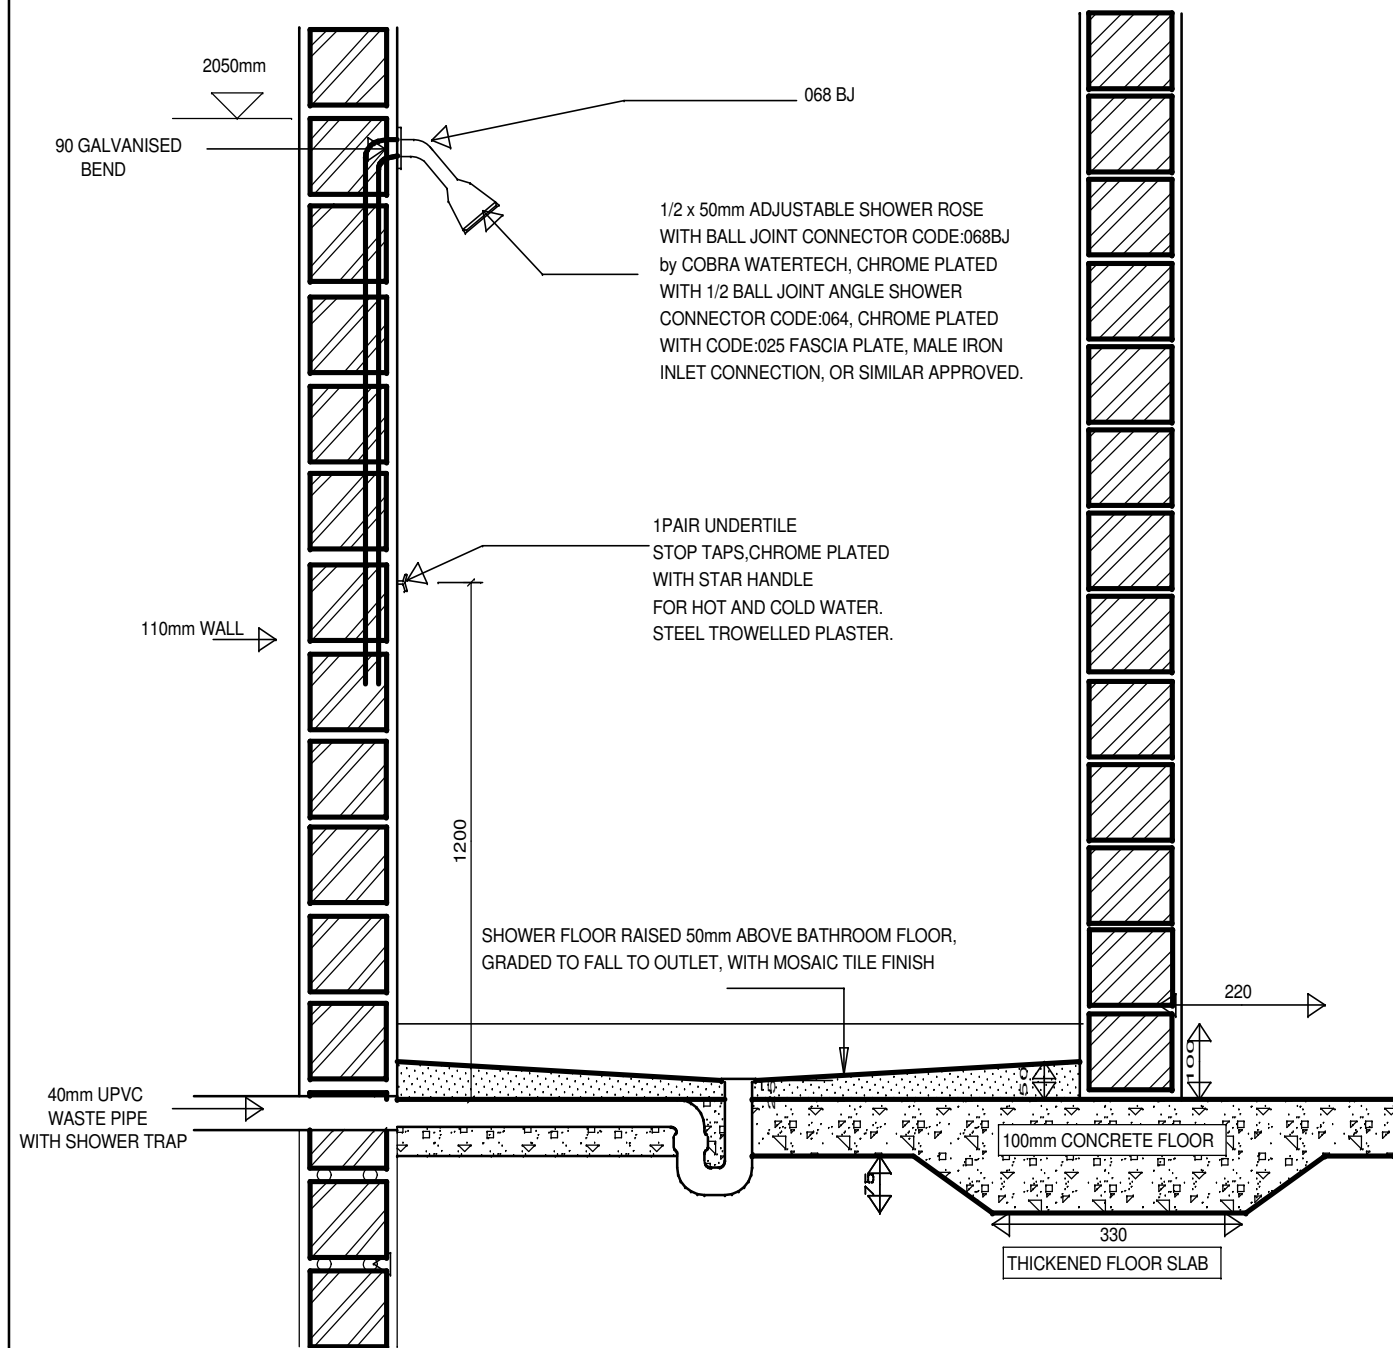 2050mm
068 BJ
90 GALVANISED
BEND
1/2 x 50mm ADJUSTABLE SHOWER ROSE
WITH BALL JOINT CONNECTOR CODE:068BJ
by COBRA WATERTECH, CHROME PLATED
WITH 1/2 BALL JOINT ANGLE SHOWER
CONNECTOR CODE:064, CHROME PLATED
WITH CODE:025 FASCIA PLATE, MALE IRON
INLET CONNECTION, OR SIMILAR APPROVED.
1PAIR UNDERTILE
STOP TAPS,CHROME PLATED
WITH STAR HANDLE
FOR HOT AND COLD WATER.
STEEL TROWELLED PLASTER.
110mm WALL
1200
SHOWER FLOOR RAISED 50mm ABOVE BATHROOM FLOOR,
GRADED TO FALL TO OUTLET, WITH MOSAIC TILE FINISH
220
100
50
40mm UPVC
WASTE PIPE
WITH SHOWER TRAP
100mm CONCRETE FLOOR
75
330
THICKENED FLOOR SLAB